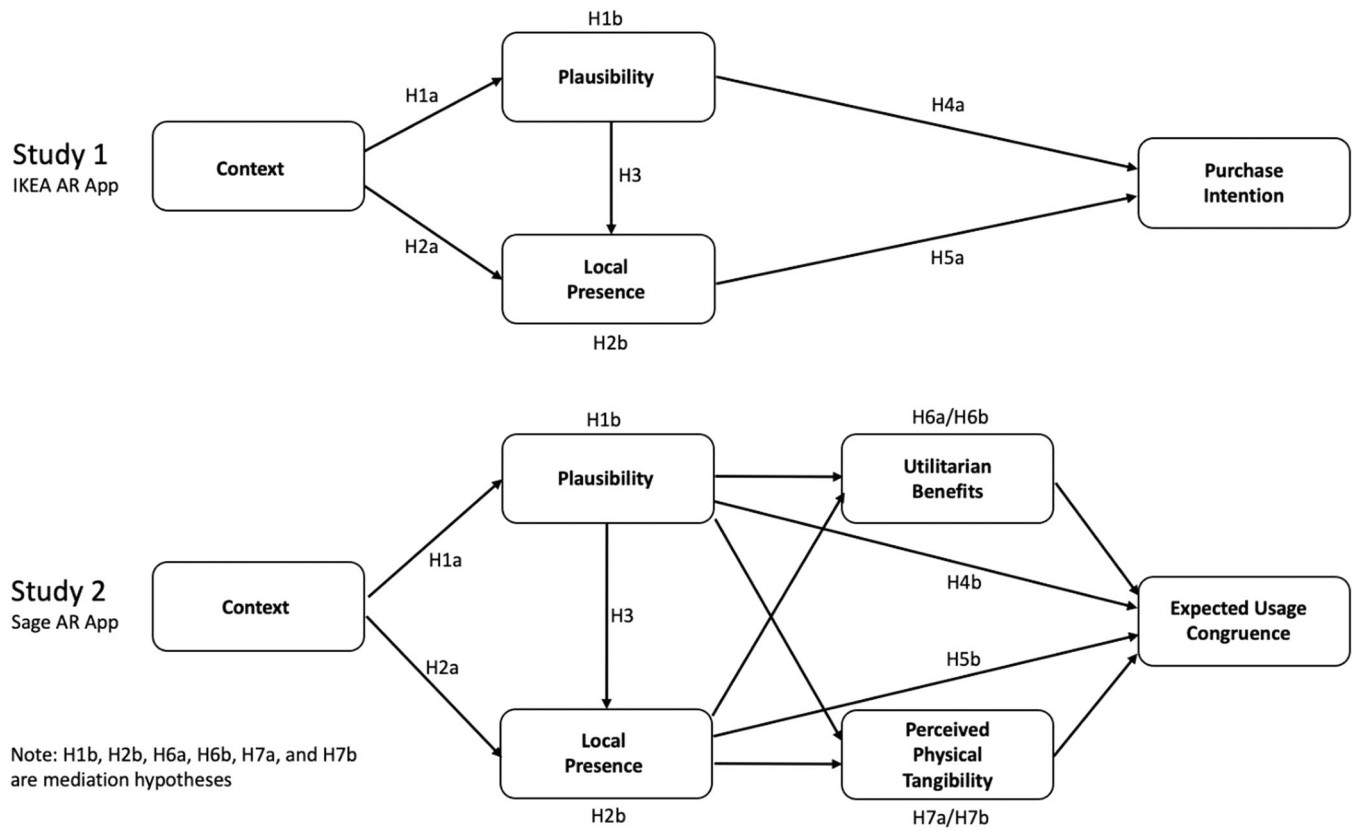 H1b
Plausibility
H1a
H4a
Study 1
IKEA AR App
Context
H3
Purchase
Intention
H2a
Local
Presence
H5a
H2b
H1b
H6a/H6b
Plausibility
Utilitarian
Benefits
H1a
H4b
Study 2
Sage AR App
Context
H3
Expected Usage
Congruence
H2a
H5b
Local
Presence
Perceived
Physical
Tangibility
Note: H1b, H2b, H6a, H6b, H7a, and H7b
are mediation hypotheses
H2b
H7a/H7b